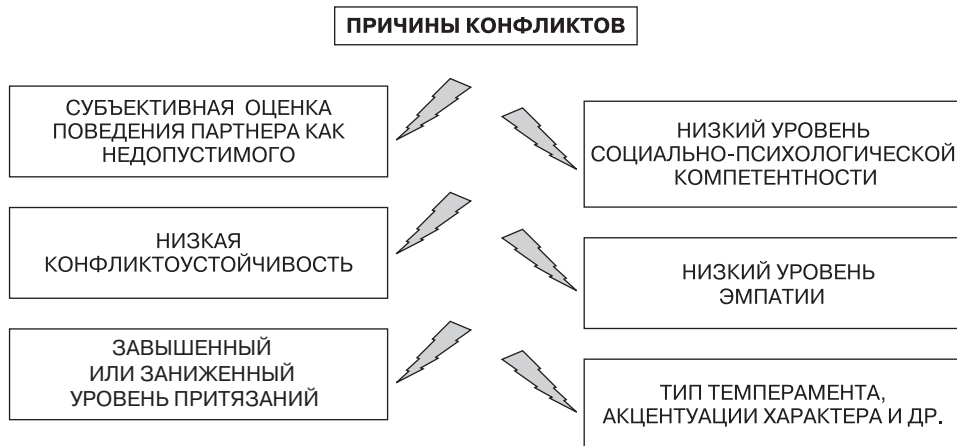 ПРИЧИНЫ КОНФЛИКТОВ
СУБЪЕКТИВНАЯ ОЦЕНКА
ПОВЕДЕНИЯ ПАРТНЕРА КАК
НЕДОПУСТИМОГО
НИЗКИЙ УРОВЕНЬ
СОЦИАЛЬНО-ПСИХОЛОГИЧЕСКОЙ
КОМПЕТЕНТНОСТИ
НИЗКАЯ
КОНФЛИКТОУСТОЙЧИВОСТЬ
НИЗКИЙ УРОВЕНЬ
ЭМПАТИИ
ЗАВЫШЕННЫЙ
ИЛИ ЗАНИЖЕННЫЙ
УРОВЕНЬ ПРИТЯЗАНИЙ
ТИП ТЕМПЕРАМЕНТА,
АКЦЕНТУАЦИИ ХАРАКТЕРА И ДР.